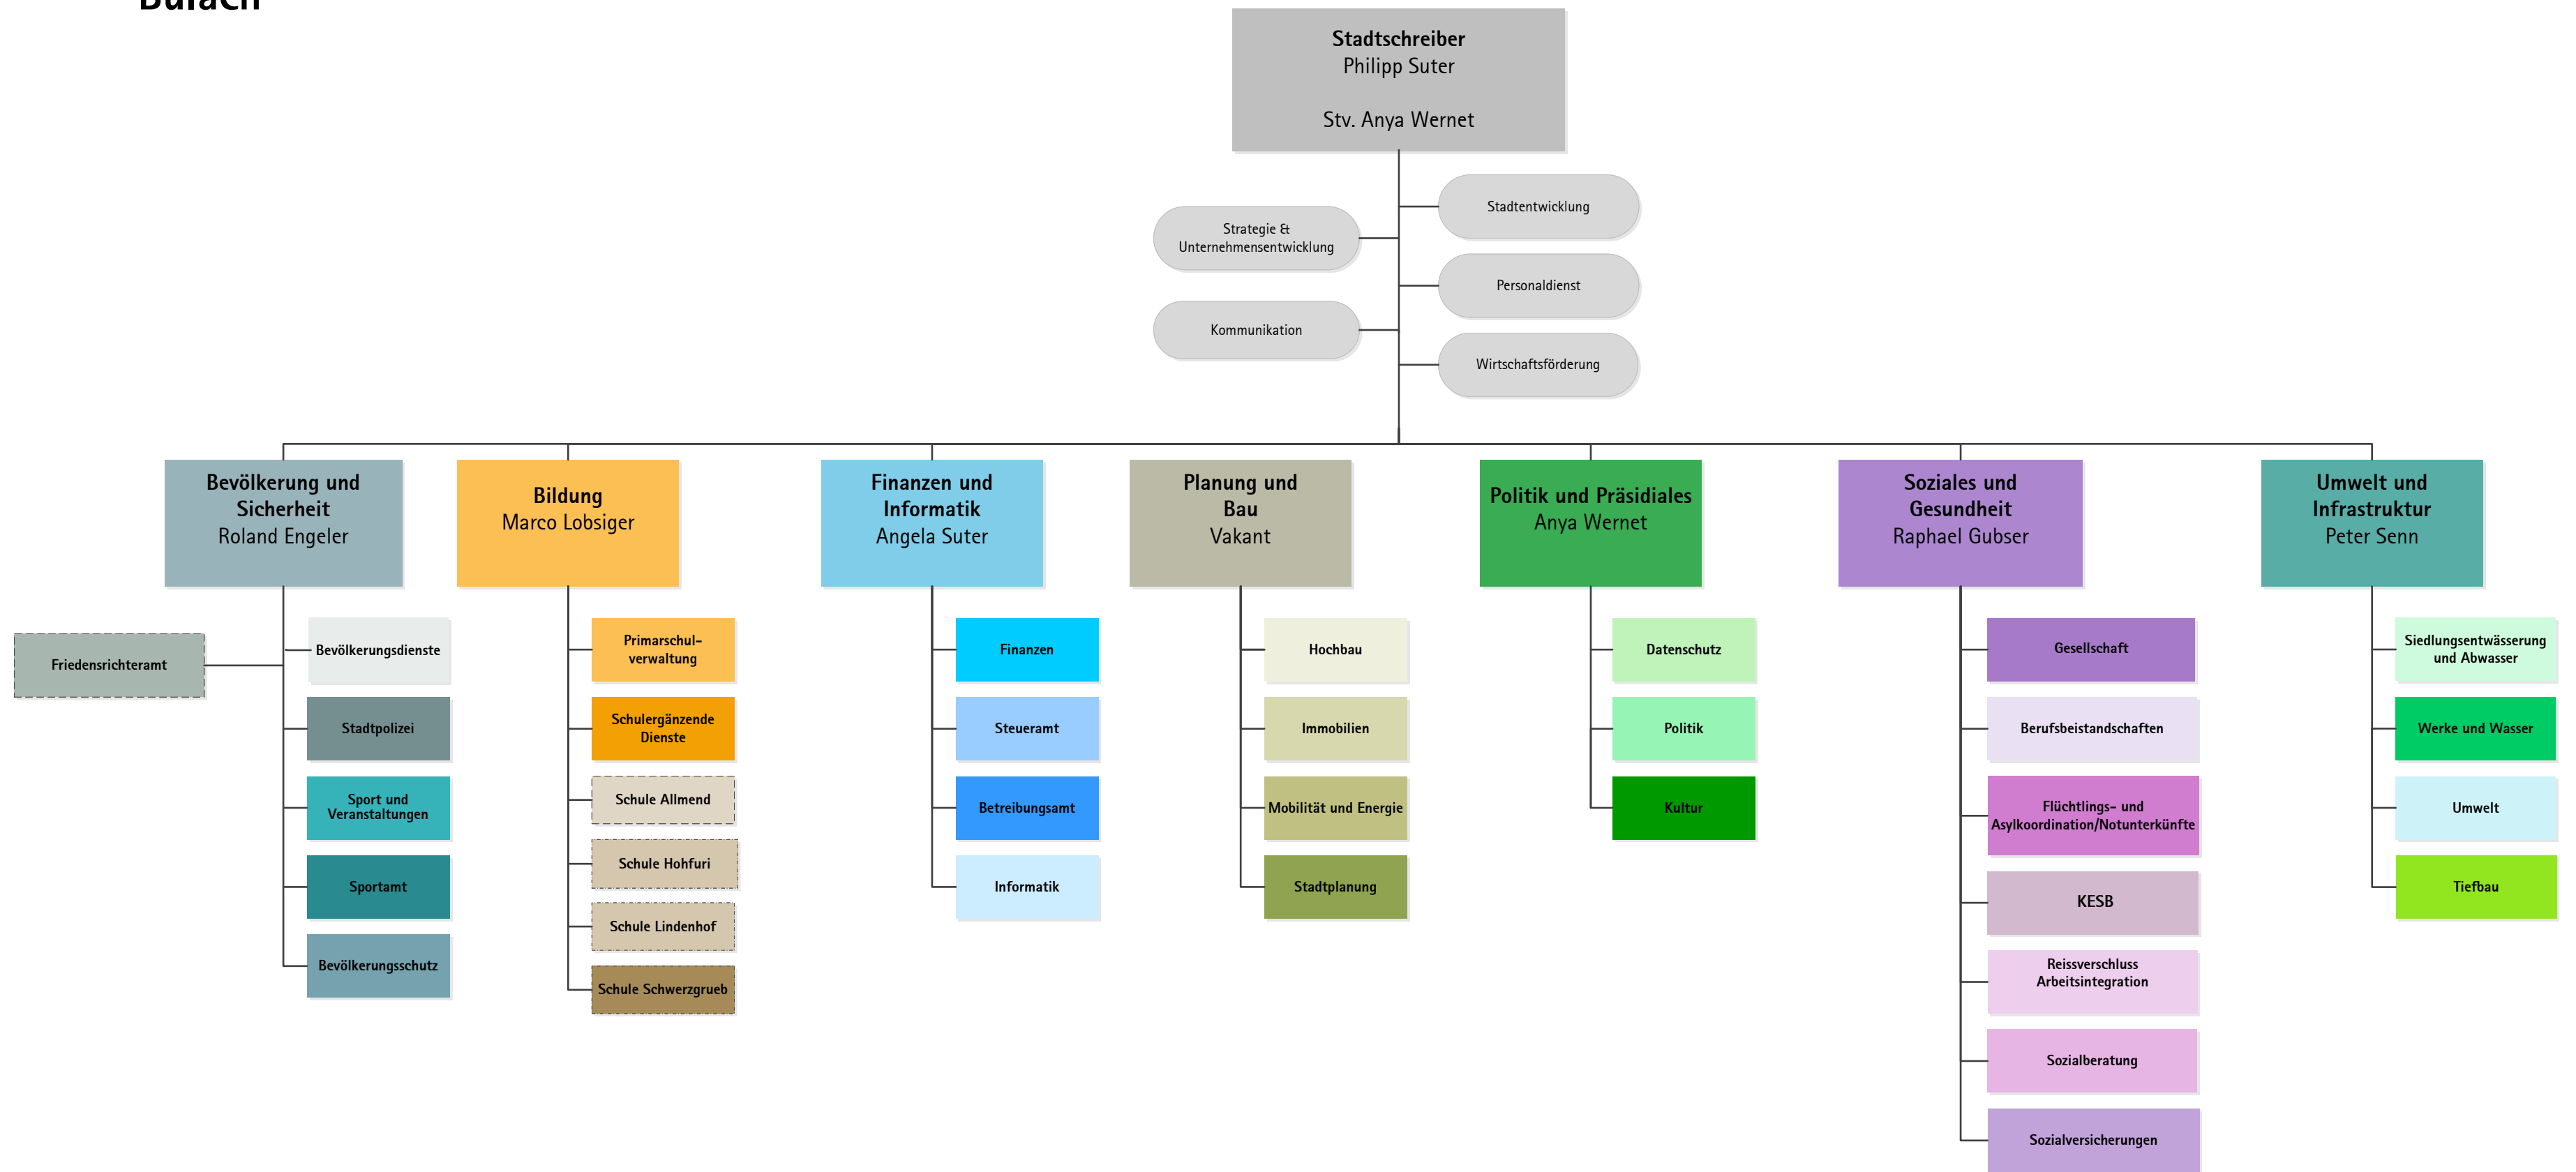 Bülach
Stadtschreiber
Philipp Suter
Stv. Anya Wernet
Stadtentwicklung
Strategie &
Unternehmensentwicklung
Personaldienst
Kommunikation
Wirtschaftsförderung
Bevölkerung und
Sicherheit
Roland Engeler
Bildung
Marco Lobsiger
Finanzen und
Informatik
Angela Suter
Planung und
Bau
Vakant
Politik und Präsidiales
Anya Wernet
Soziales und
Gesundheit
Raphael Gubser
Umwelt und
Infrastruktur
Peter Senn
Friedensrichteramt
Bevölkerungsdienste
Stadtpolizei
Sport und
Veranstaltungen
Sportamt
Bevölkerungsschutz
Primarschul-
verwaltung
Schulergänzende
Dienste
Schule Allmend
Schule Hohfuri
Schule Lindenhof
Schule Schwerzgrueb
Finanzen
Steueramt
Betreibungsamt
Informatik
Hochbau
Immobilien
Mobilität und Energie
Stadtplanung
Datenschutz
Politik
Kultur
Gesellschaft
Berufsbeistandschaften
Flüchtlings- und
Asylkoordination/Notunterkünfte
KESB
Reissverschluss
Arbeitsintegration
Sozialberatung
Sozialversicherungen
Siedlungsentwässerung
und Abwasser
Werke und Wasser
Umwelt
Tiefbau